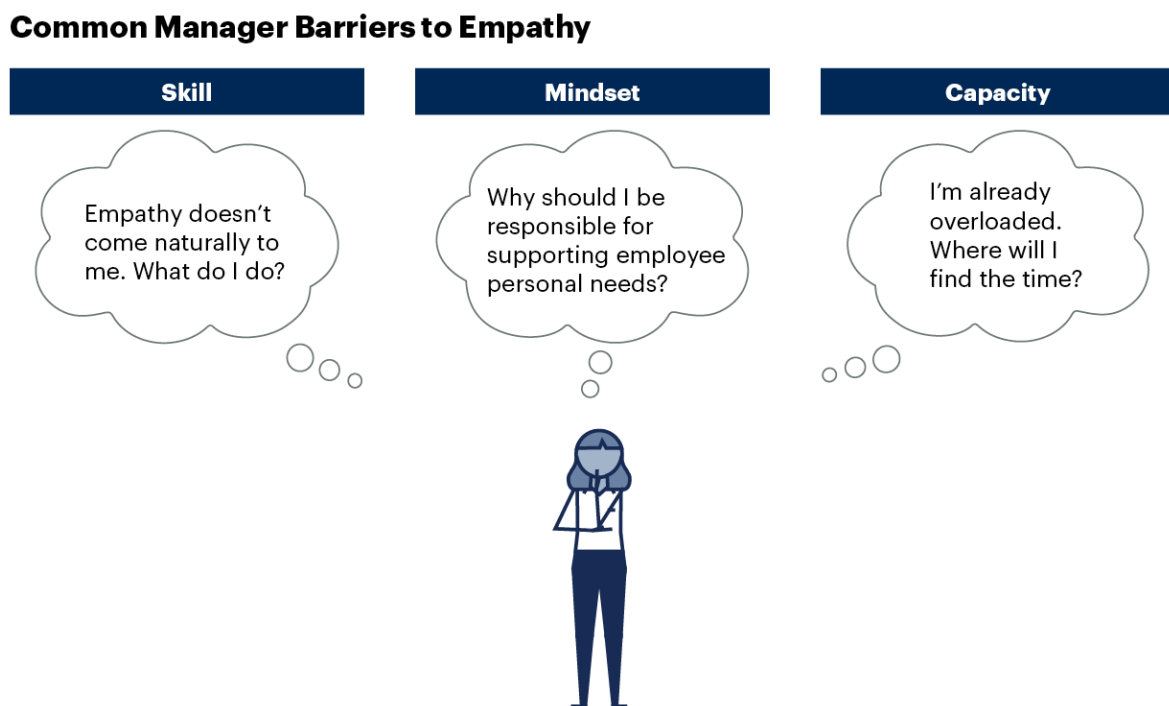 Common Manager Barriers to Empathy
Skill
Empathy doesn’t
come naturally to
me. What do I do?
Mindset
Why should I be
responsible for
supporting employee
personal needs?
Capacity
I’m already
overloaded.
Where will I
find the time?